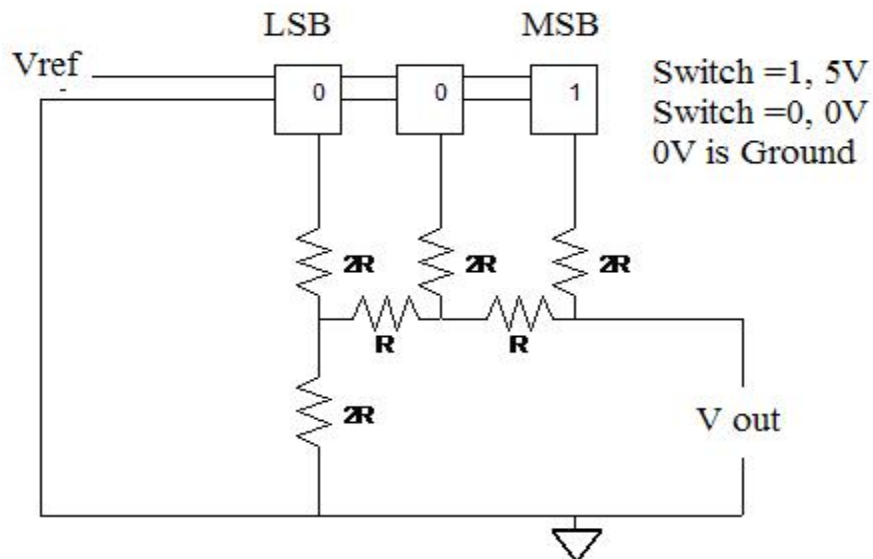 LSB MSB
Vref
0 0 1
Switch =1, 5V
Switch =0, 0V
0V is Ground
2R 2R 2R
R R
2R
V out